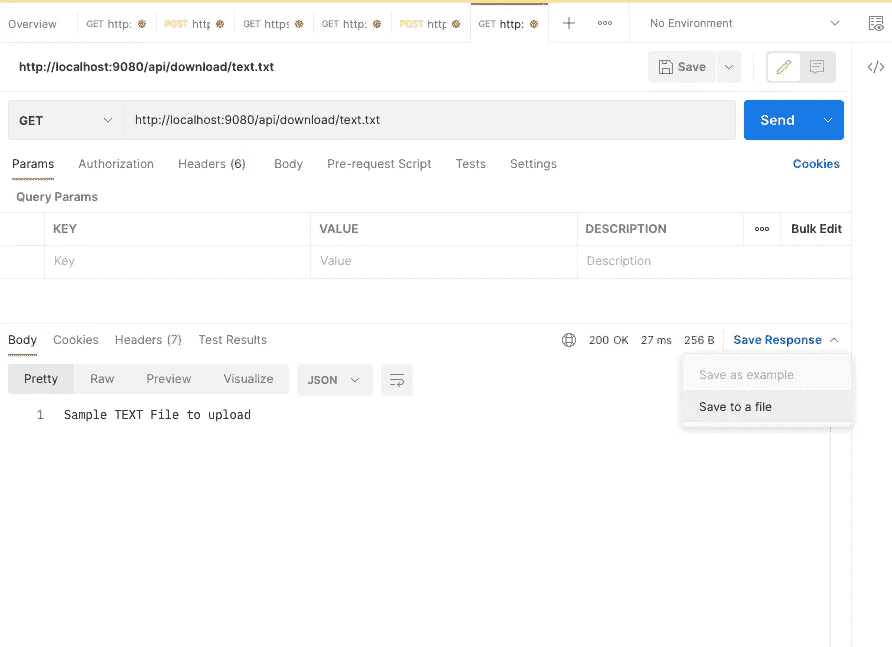 Overview GET http: POST http GET https GET http: POST http GET http: No Environment
http://localhost:9080/api/download/text.txt Save </>
GET http://localhost:9080/api/download/text.txt Send
Params Authorization Headers (6) Body Pre-request Script Tests Settings Cookies
Query Params
KEY VALUE DESCRIPTION Bulk Edit
Key Value Description
Body Cookies Headers (7) Test Results 200 OK 27 ms 256 B Save Response
Save as example
Pretty Raw Preview Visualize JSON
Save to a file
1 Sample TEXT File to upload